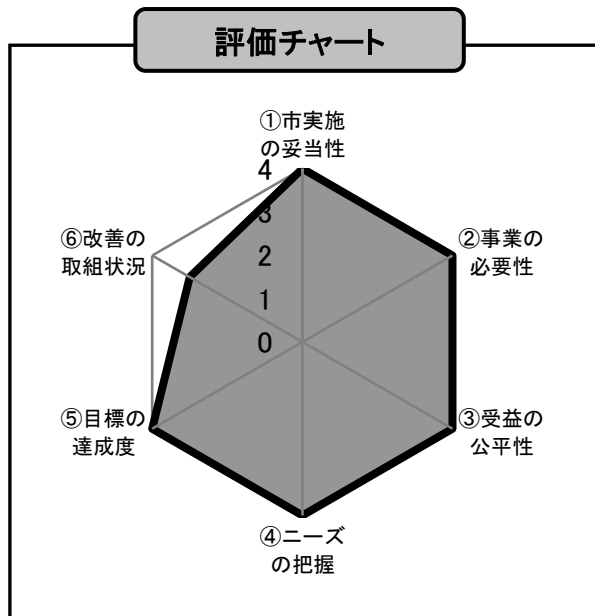 評価チャート
①市実施
の妥当性
4
3
2
1
0
②事業の
必要性
③受益の
公平性
④ニーズ
の把握
⑤目標の
達成度
⑥改善の
取組状況